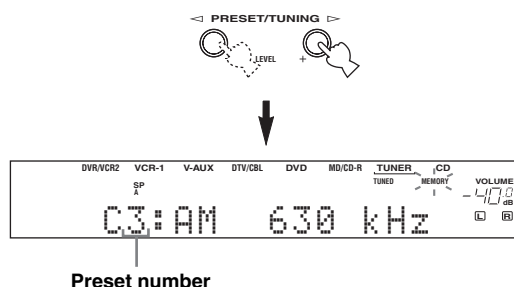 ◁ PRESET/TUNING ▷
LEVEL +
DVR/VCR2 VCR-1 V-AUX DTV/CBL DVD MD/CD-R TUNER CD
SP A TUNED MEMORY VOLUME
-40.0 dB
L R
C3:AM 630 kHz
Preset number